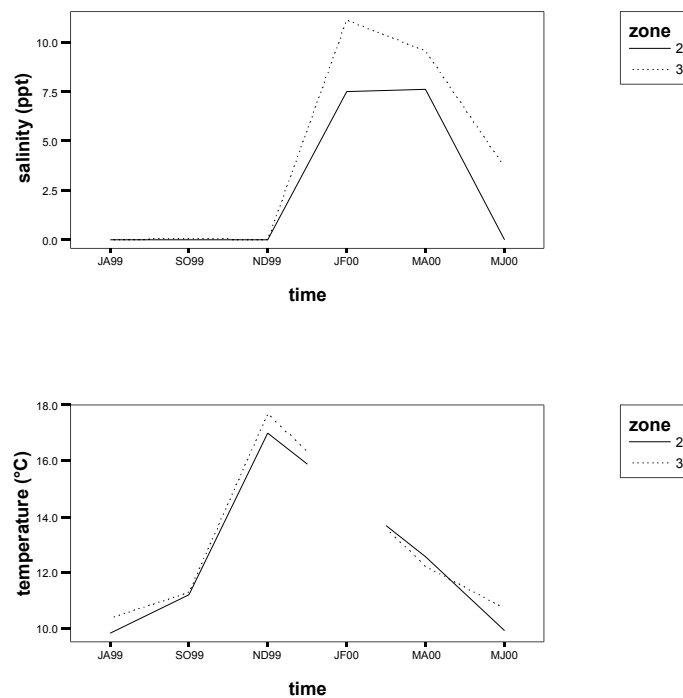 zone
2
3
10.0
7.5
5.0
2.5
0.0
salinity (ppt)
JA99 SO99 ND99 JF00 MA00 MJ00
time
zone
2
3
18.0
16.0
14.0
12.0
10.0
temperature (°C)
JA99 SO99 ND99 JF00 MA00 MJ00
time